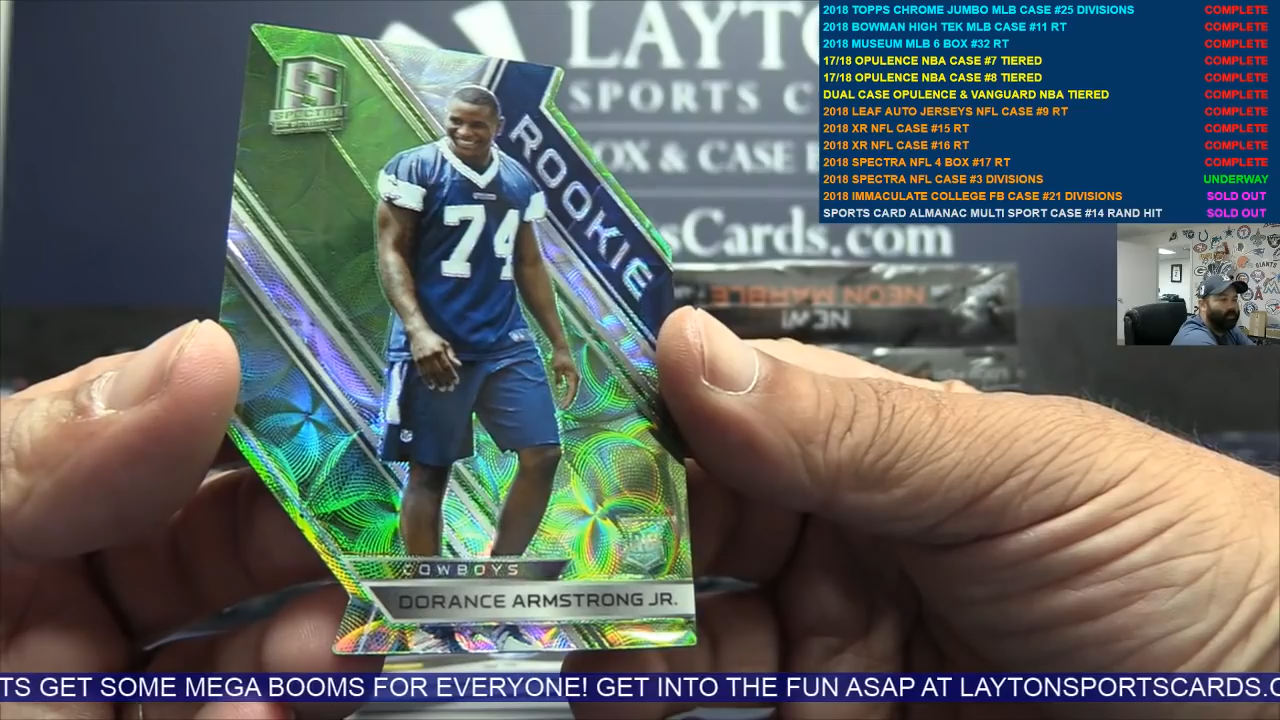 2018 TOPPS CHROME JUMBO MLB CASE #25 DIVISIONS COMPLETE
2018 BOWMAN HIGH TEK MLB CASE #11 RT COMPLETE
2018 MUSEUM MLB 6 BOX #32 RT COMPLETE
17/18 OPULENCE NBA CASE #7 TIERED COMPLETE
17/18 OPULENCE NBA CASE #8 TIERED COMPLETE
DUAL CASE OPULENCE & VANGUARD NBA TIERED COMPLETE
2018 LEAF AUTO JERSEYS NFL CASE #9 RT COMPLETE
2018 XR NFL CASE #15 RT COMPLETE
2018 XR NFL CASE #16 RT COMPLETE
2018 SPECTRA NFL 4 BOX #17 RT COMPLETE
2018 SPECTRA NFL CASE #3 DIVISIONS UNDERWAY
2018 IMMACULATE COLLEGE FB CASE #21 DIVISIONS SOLD OUT
SPORTS CARD ALMANAC MULTI SPORT CASE #14 RAND HIT SOLD OUT
LAYT
SPORTS C
OX & CASE
sCards.com
NEON MARBLE
NEW!
S
SPECTRA
ROOKIE
74
COWBOYS
DORANCE ARMSTRONG JR.
TS GET SOME MEGA BOOMS FOR EVERYONE! GET INTO THE FUN ASAP AT LAYTONSPORTSCARDS.C